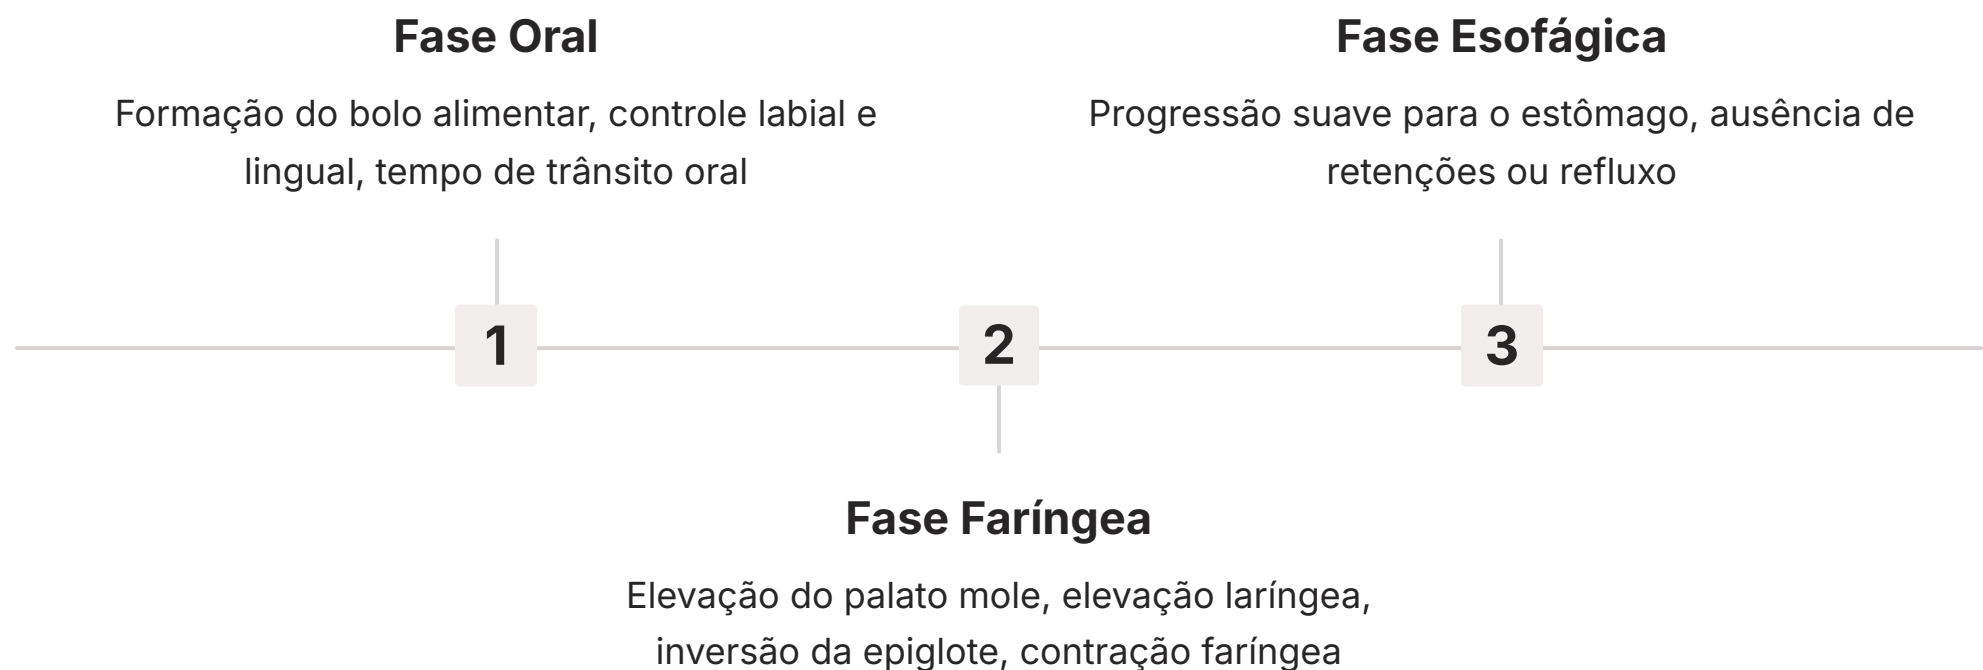 Fase Oral
Formação do bolo alimentar, controle labial e
lingual, tempo de trânsito oral
Fase Esofágica
Progressão suave para o estômago, ausência de
retenções ou refluxo
1
2
3
Fase Faríngea
Elevação do palato mole, elevação laríngea,
inversão da epiglote, contração faríngea